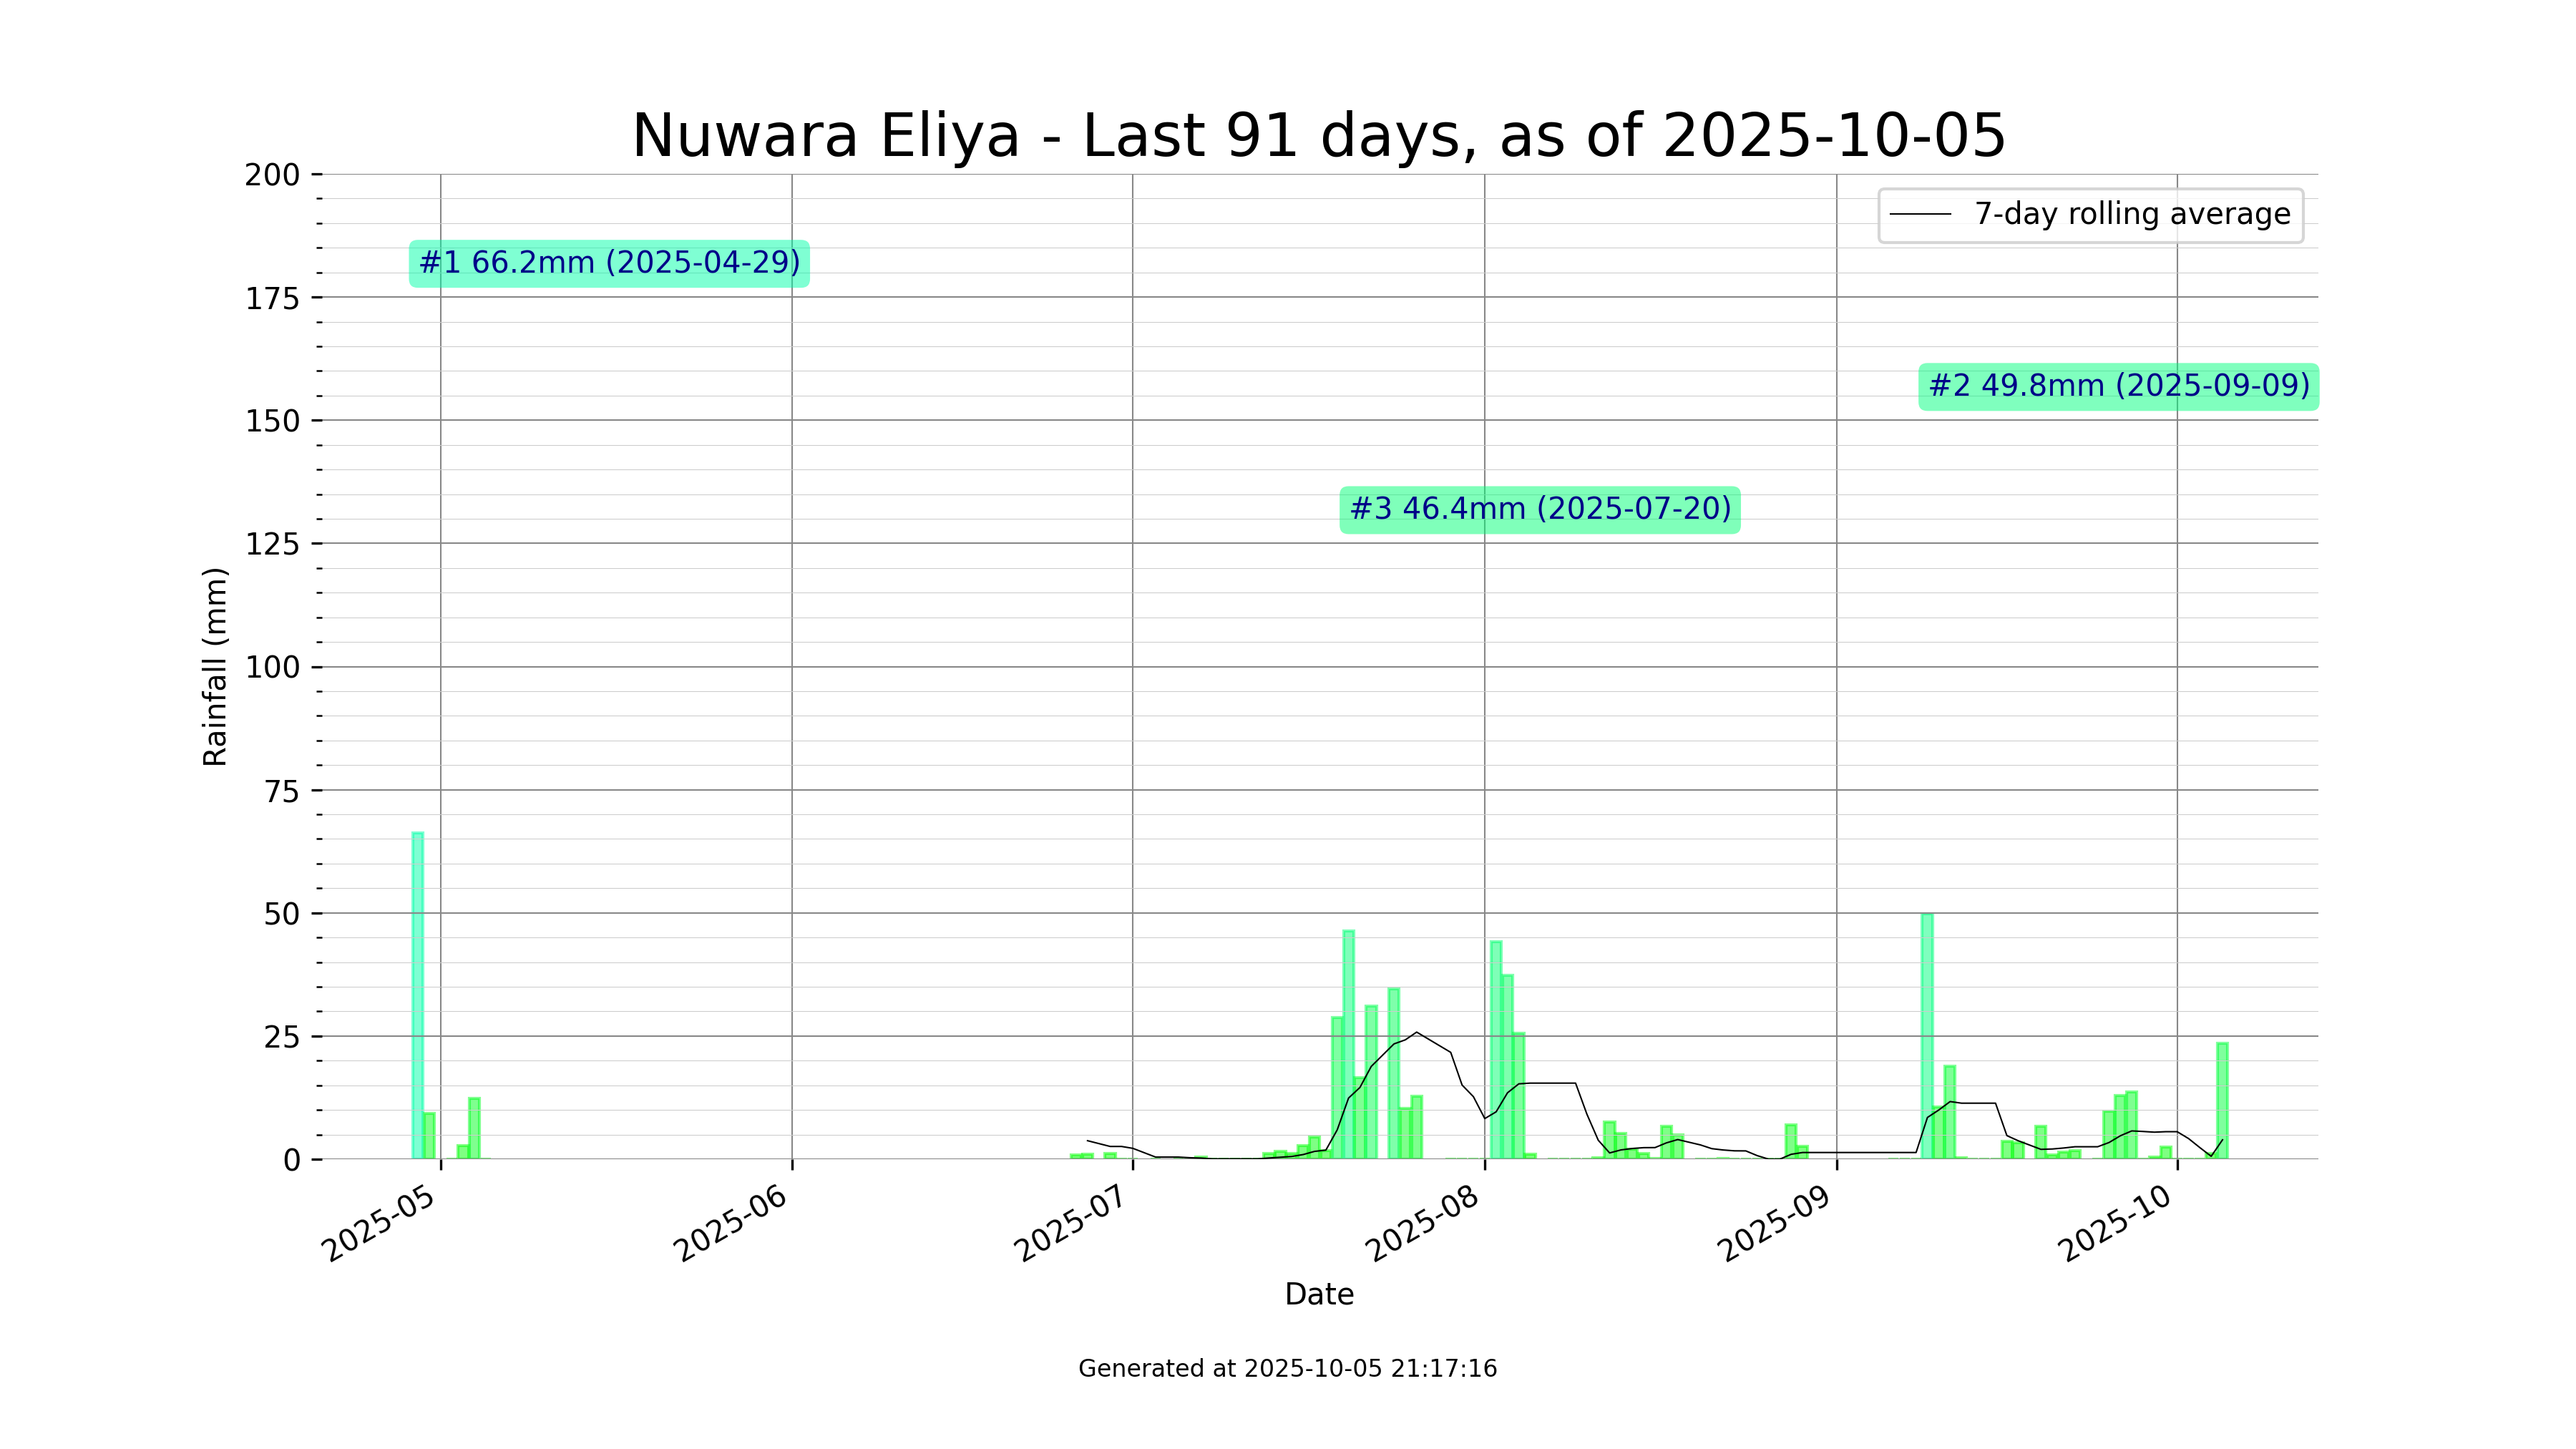 Nuwara Eliya - Last 91 days, as of 2025-10-05
200
175
150
125
100
75
50
25
0
Rainfall (mm)
7-day rolling average
#1 66.2mm (2025-04-29)
#2 49.8mm (2025-09-09)
#3 46.4mm (2025-07-20)
2025-05
2025-06
2025-07
2025-08
2025-09
2025-10
Date
Generated at 2025-10-05 21:17:16